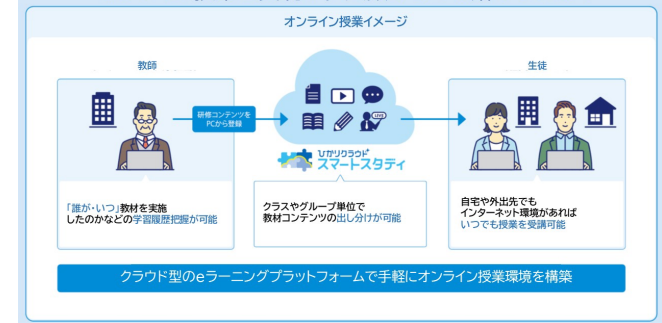 オンライン授業イメージ
教師
生徒
研修コンテンツを
PCから登録
LIVE
ひかりクラウド
スマートスタディ
「誰が・いつ」教材を実施
したのかなどの学習履歴把握が可能
クラスやグループ単位で
教材コンテンツの出し分けが可能
自宅や外出先でも
インターネット環境があれば
いつでも授業を受講可能
クラウド型のeラーニングプラットフォームで手軽にオンライン授業環境を構築